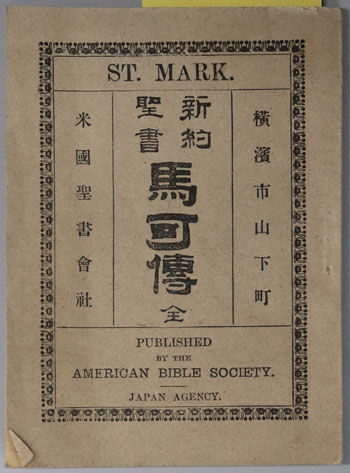 ST. MARK.
橫濱市山下町
新約
聖書
馬可傳
全
米國聖書會社
PUBLISHED
BY THE
AMERICAN BIBLE SOCIETY.
JAPAN AGENCY.